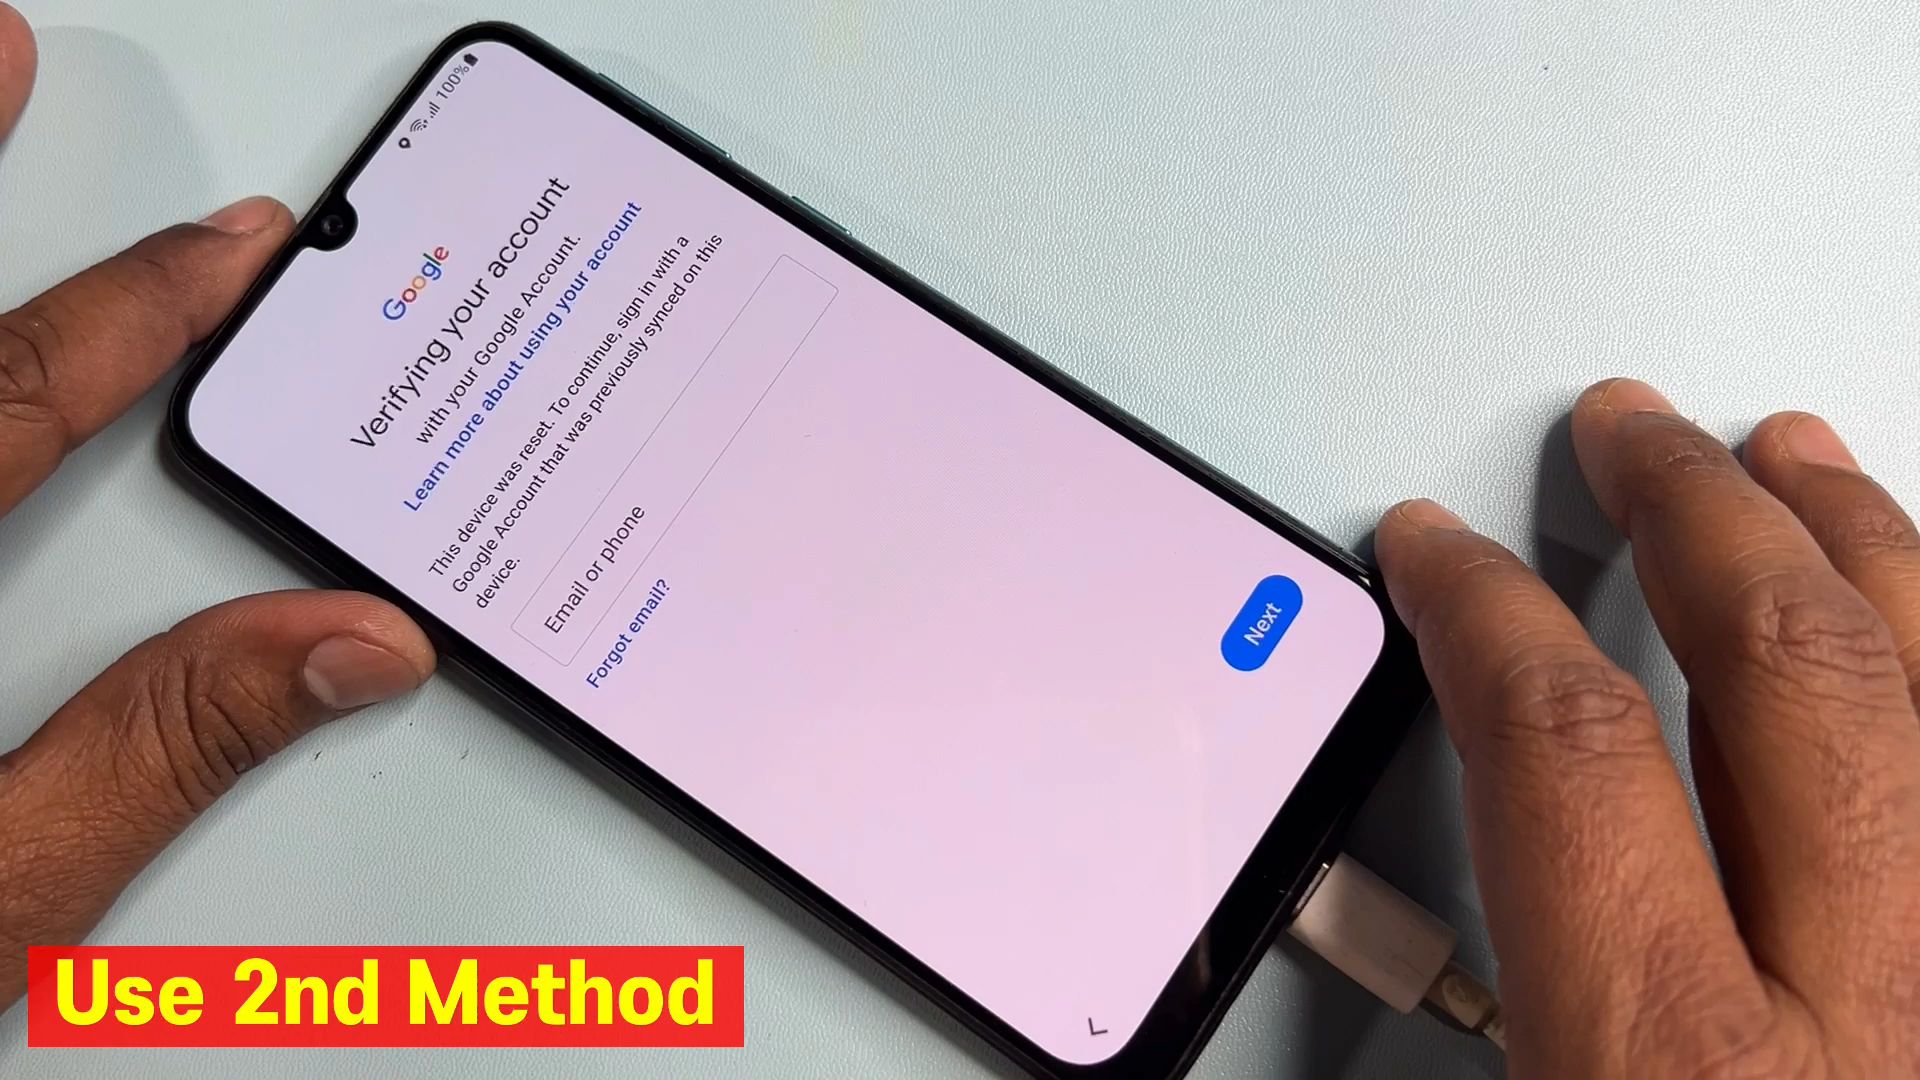 100%
Google
Verifying your account
with your Google Account.
Learn more about using your account
This device was reset. To continue, sign in with a
Google Account that was previously synced on this
device.
Email or phone
Forgot email?
Next
Use 2nd Method